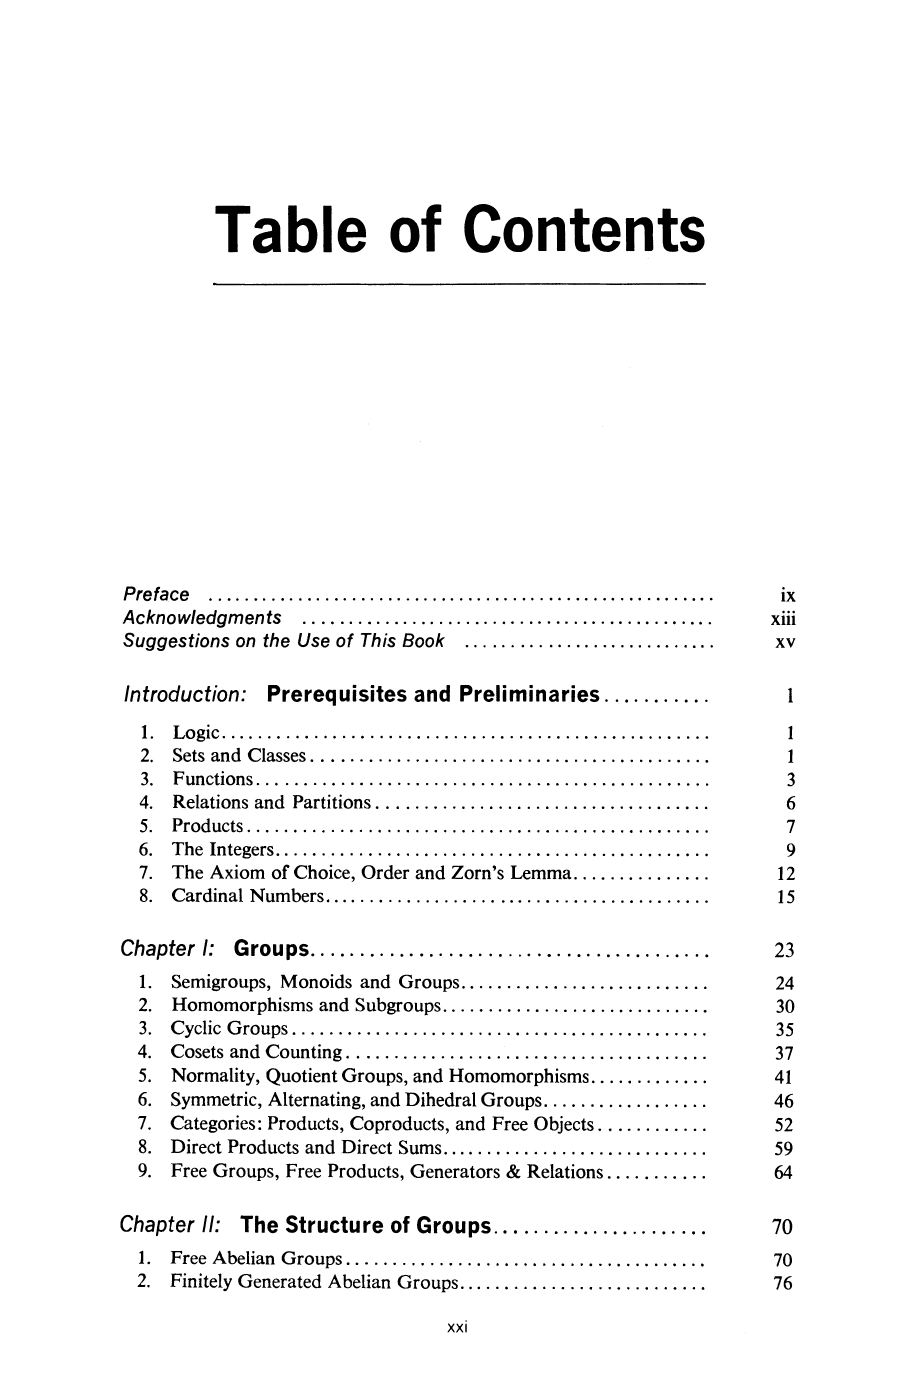 Table of Contents
Preface ........................................................ ix
Acknowledgments ............................................. xiii
Suggestions on the Use of This Book ............................ xv
Introduction: Prerequisites and Preliminaries........... 1
1. Logic..................................................... 1
2. Sets and Classes......................................... 1
3. Functions................................................. 3
4. Relations and Partitions.................................. 6
5. Products.................................................. 7
6. The Integers.............................................. 9
7. The Axiom of Choice, Order and Zorn's Lemma............... 12
8. Cardinal Numbers.......................................... 15
Chapter I: Groups......................................... 23
1. Semigroups, Monoids and Groups........................... 24
2. Homomorphisms and Subgroups............................. 30
3. Cyclic Groups............................................. 35
4. Cosets and Counting...................................... 37
5. Normality, Quotient Groups, and Homomorphisms............. 41
6. Symmetric, Alternating, and Dihedral Groups.................. 46
7. Categories: Products, Coproducts, and Free Objects............ 52
8. Direct Products and Direct Sums............................. 59
9. Free Groups, Free Products, Generators & Relations........... 64
Chapter II: The Structure of Groups...................... 70
1. Free Abelian Groups...................................... 70
2. Finitely Generated Abelian Groups.......................... 76
xxi